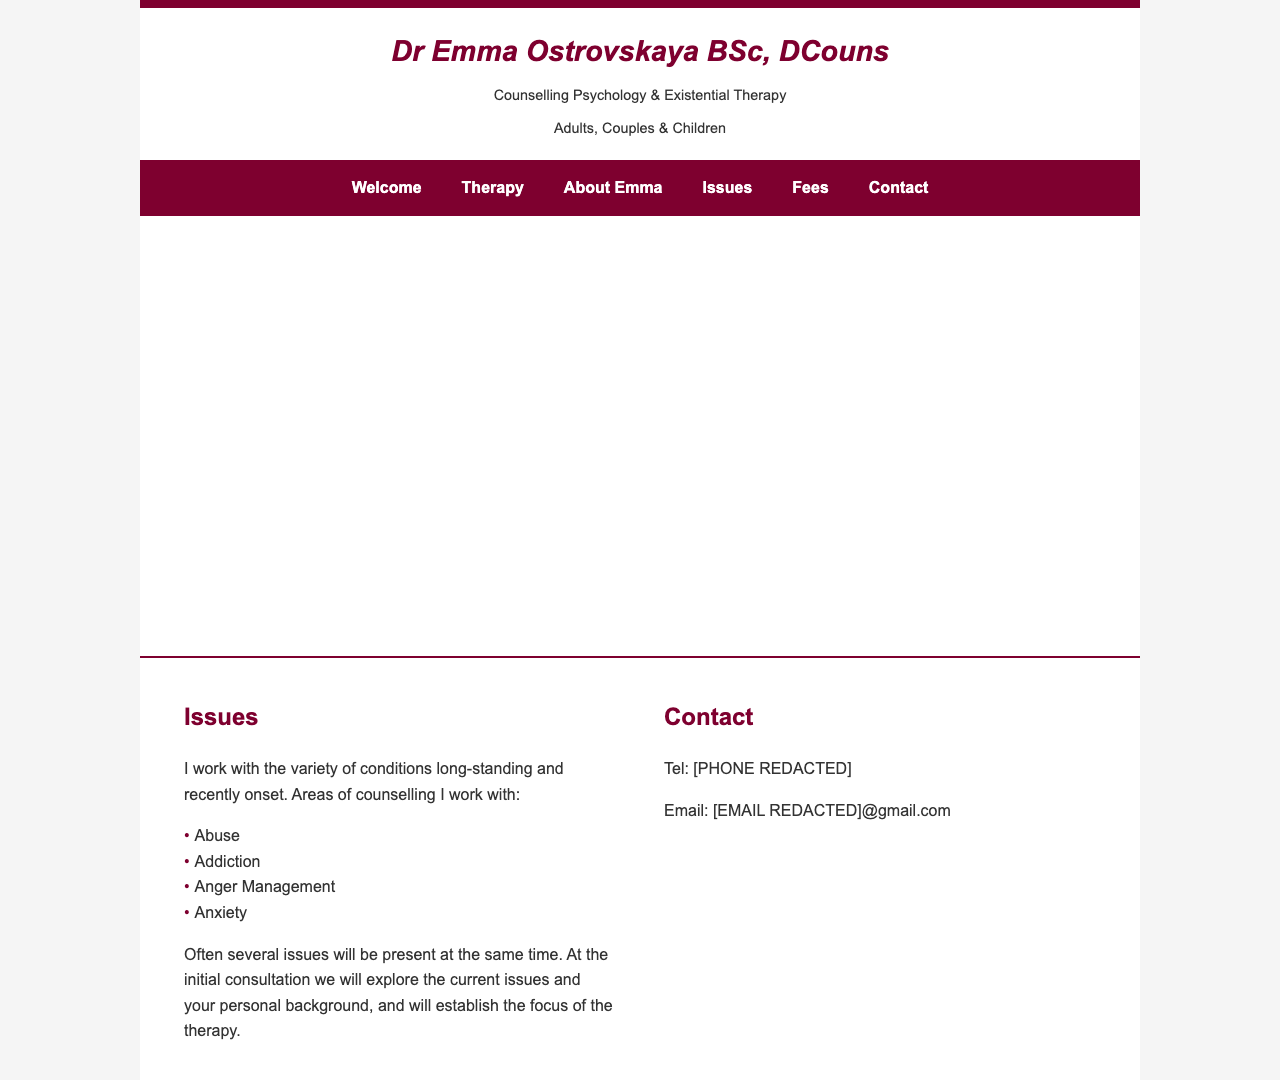 Dr Emma Ostrovskaya BSc, DCouns
Counselling Psychology & Existential Therapy
Adults, Couples & Children
Welcome Therapy About Emma Issues Fees Contact
Issues
I work with the variety of conditions long-standing and
recently onset. Areas of counselling I work with:
• Abuse
• Addiction
• Anger Management
• Anxiety
Often several issues will be present at the same time. At the
initial consultation we will explore the current issues and
your personal background, and will establish the focus of the
therapy.
Contact
Tel: [PHONE REDACTED]
Email: [EMAIL REDACTED]@gmail.com